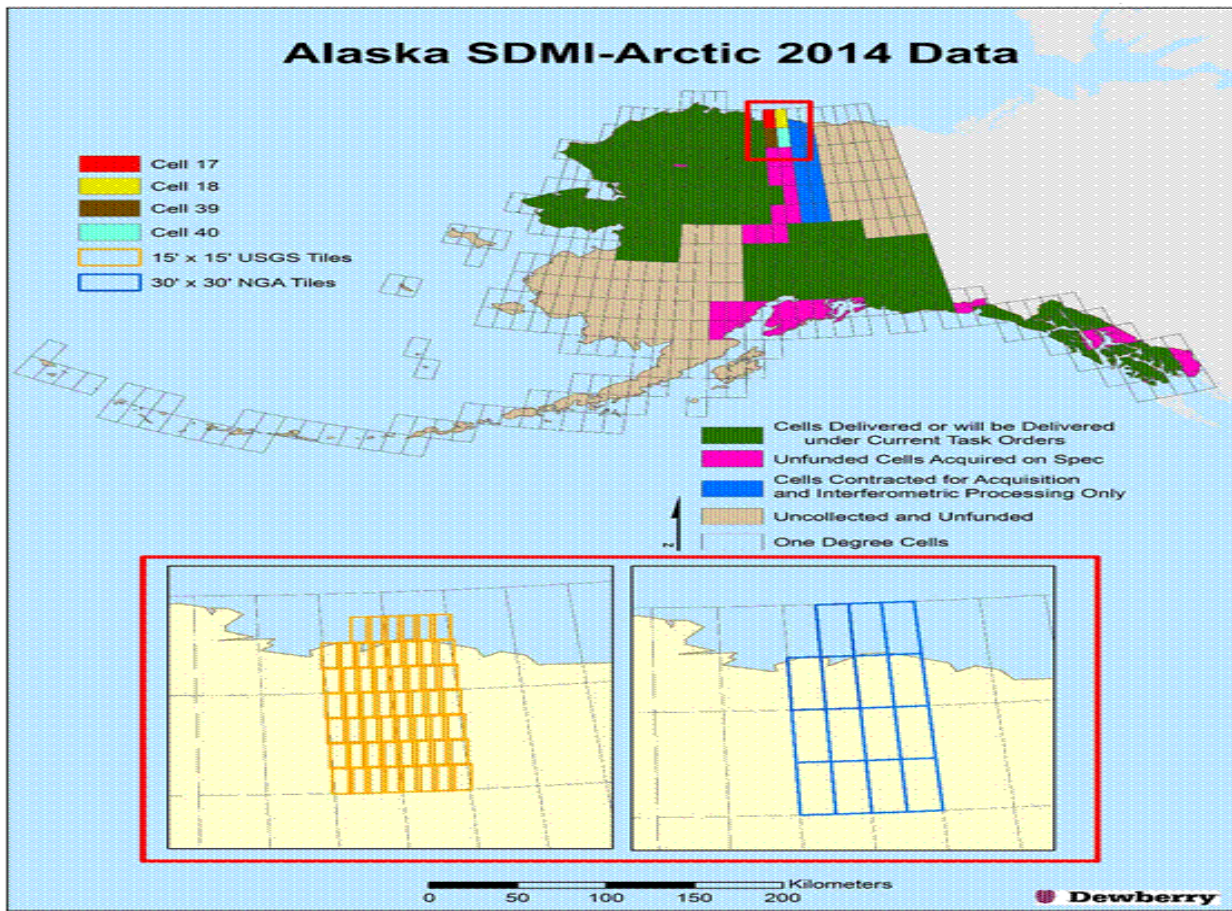 Alaska SDMI-Arctic 2014 Data
Cell 17
Cell 18
Cell 39
Cell 40
15' x 15' USGS Tiles
30' x 30' NGA Tiles
Cells Delivered or will be Delivered
under Current Task Orders
Unfunded Cells Acquired on Spec
Cells Contracted for Acquisition
and Interferometric Processing Only
Uncollected and Unfunded
One Degree Cells
N
Kilometers
0 50 100 150 200
Dewberry